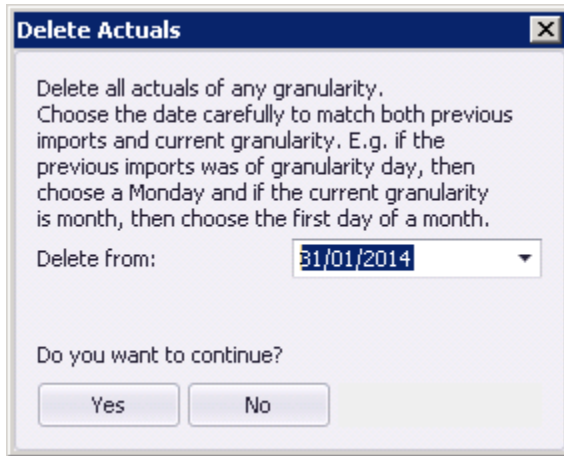 Delete Actuals
Delete all actuals of any granularity.
Choose the date carefully to match both previous
imports and current granularity. E.g. if the
previous imports was of granularity day, then
choose a Monday and if the current granularity
is month, then choose the first day of a month.
Delete from: 31/01/2014
Do you want to continue?
Yes No